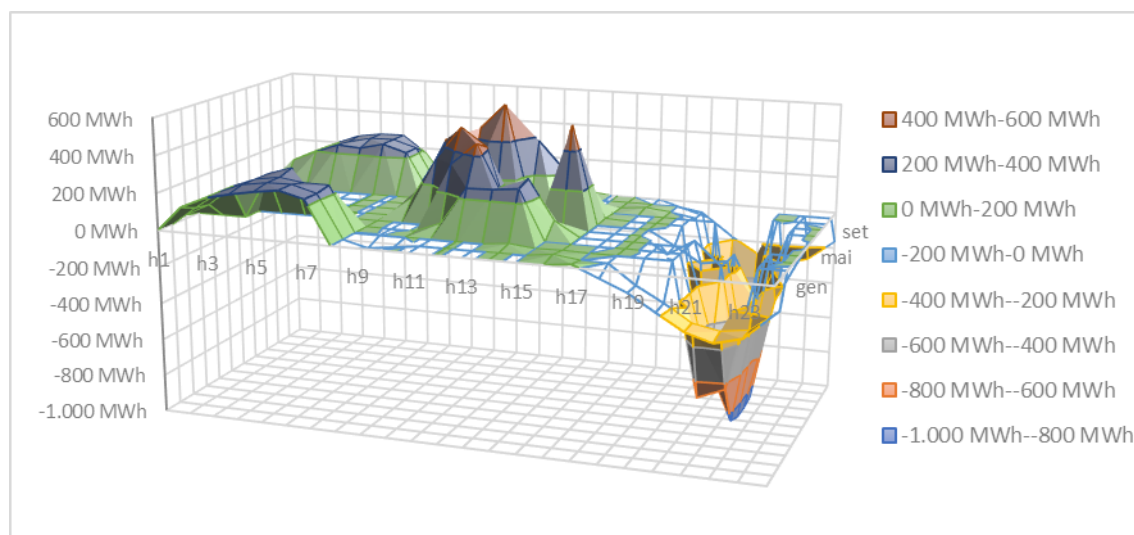 600 MWh
400 MWh
200 MWh
0 MWh
-200 MWh
-400 MWh
-600 MWh
-800 MWh
-1.000 MWh
h1
h3
h5
h7
h9
h11
h13
h15
h17
h19
h21
h23
gen
mai
set
400 MWh-600 MWh
200 MWh-400 MWh
0 MWh-200 MWh
-200 MWh-0 MWh
-400 MWh--200 MWh
-600 MWh--400 MWh
-800 MWh--600 MWh
-1.000 MWh--800 MWh